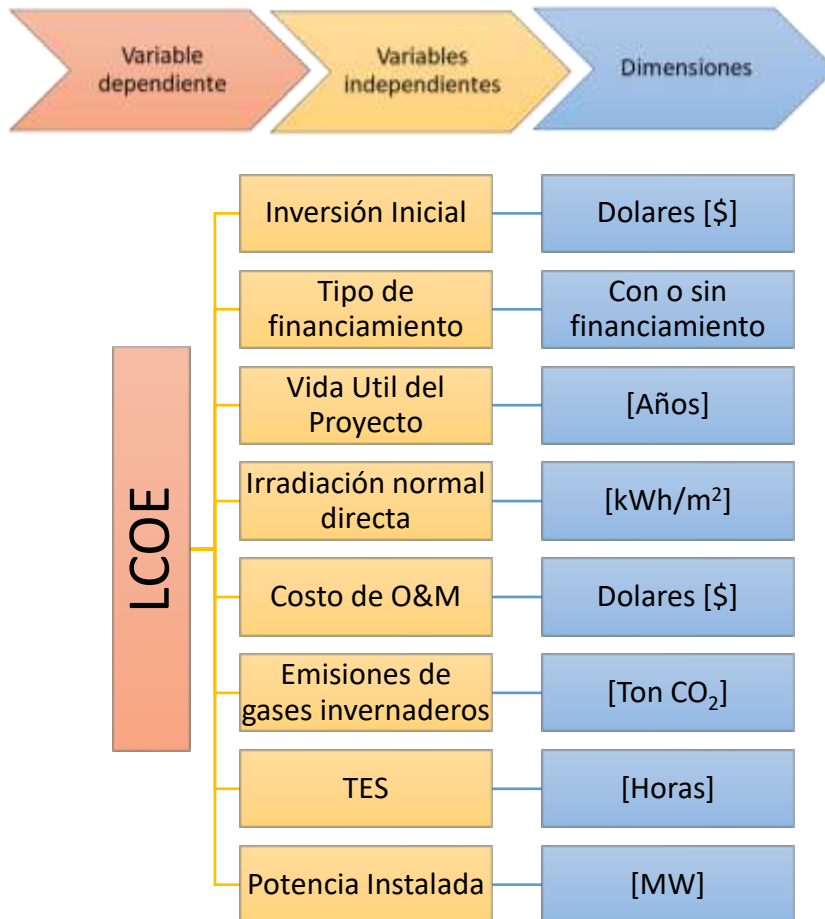 Variable
dependiente
Variables
independientes
Dimensiones
LCOE
Inversión Inicial
Dolares [$]
Tipo de
financiamiento
Con o sin
financiamiento
Vida Util del
Proyecto
[Años]
Irradiación normal
directa
[kWh/m²]
Costo de O&M
Dolares [$]
Emisiones de
gases invernaderos
[Ton CO₂]
TES
[Horas]
Potencia Instalada
[MW]